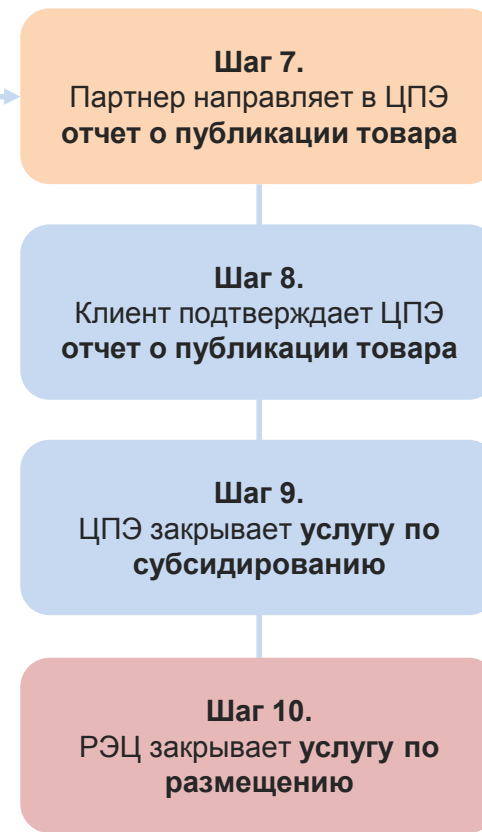 Шаг 7.
Партнер направляет в ЦПЭ
отчет о публикации товара
Шаг 8.
Клиент подтверждает ЦПЭ
отчет о публикации товара
Шаг 9.
ЦПЭ закрывает услугу по
субсидированию
Шаг 10.
РЭЦ закрывает услугу по
размещению